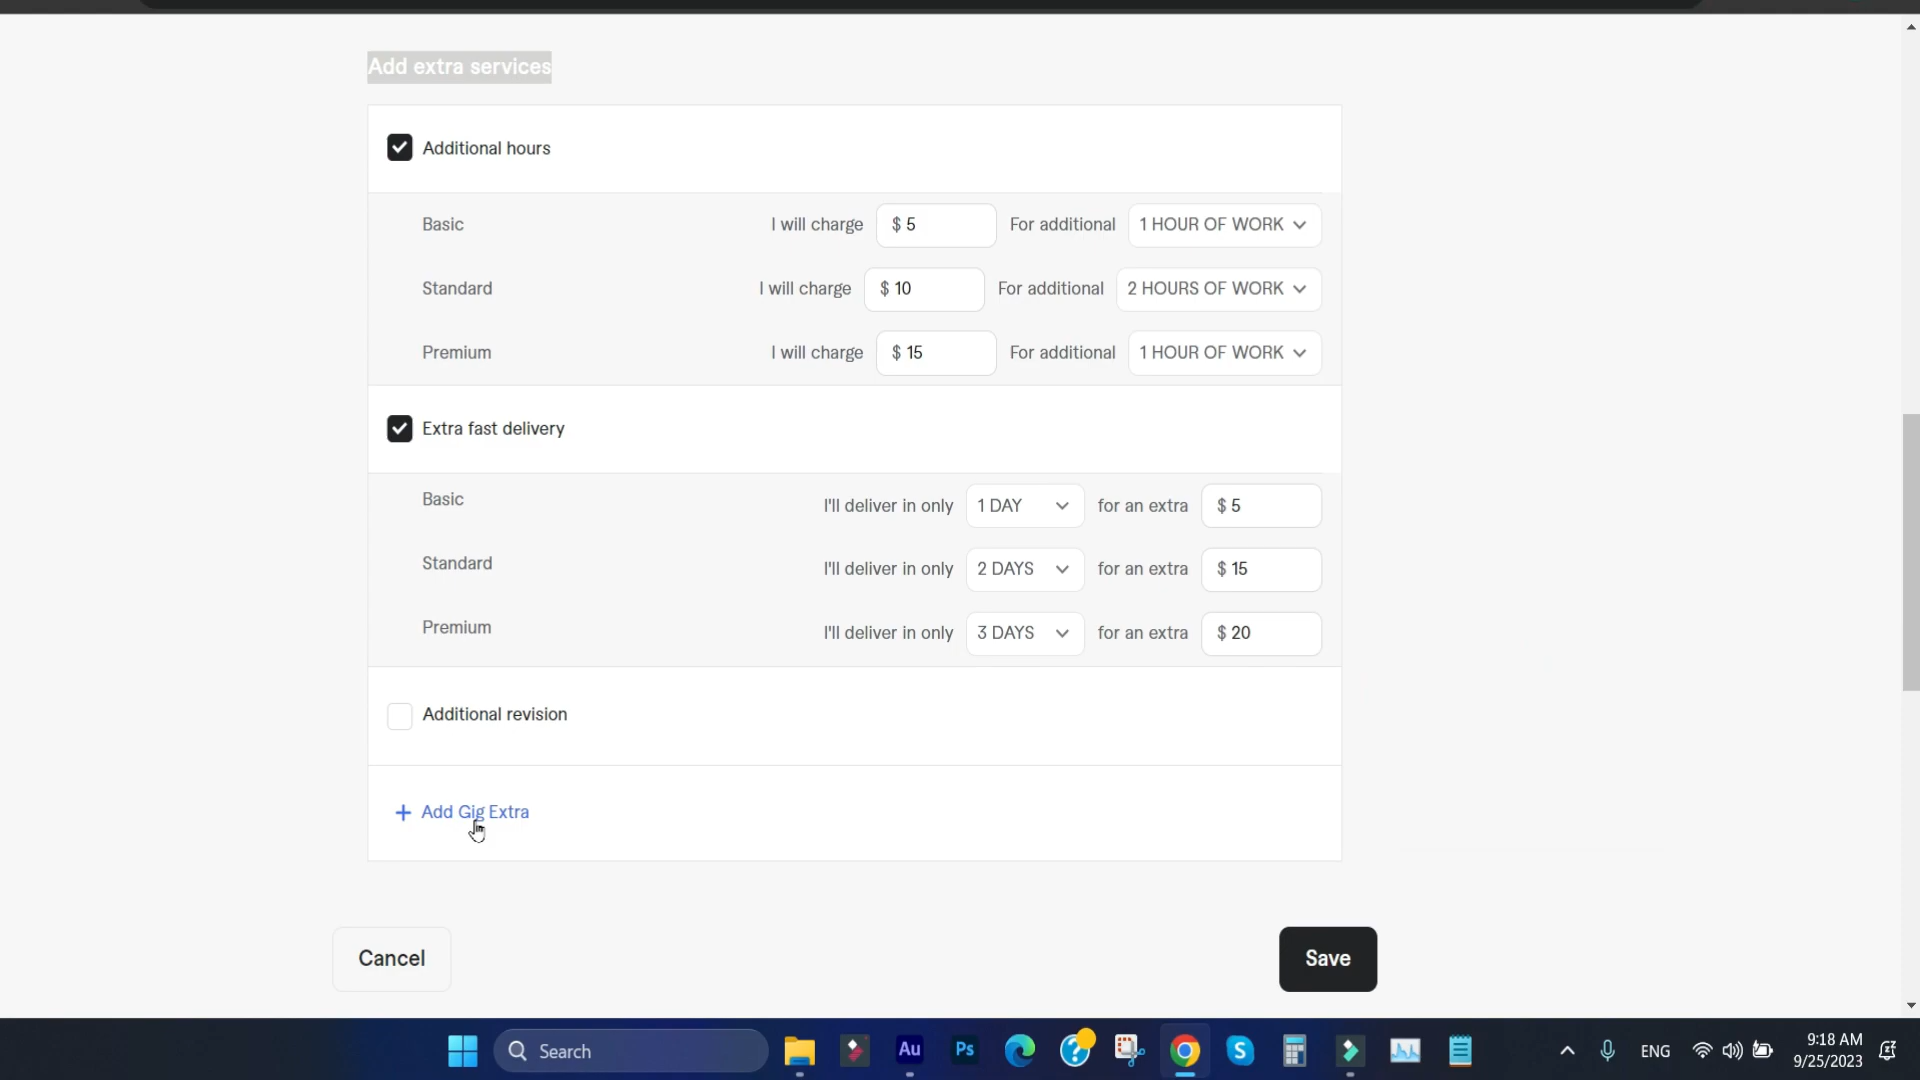 Add extra services
Additional hours
Basic I will charge $ 5 For additional 1 HOUR OF WORK
Standard I will charge $ 10 For additional 2 HOURS OF WORK
Premium I will charge $ 15 For additional 1 HOUR OF WORK
Extra fast delivery
Basic I'll deliver in only 1 DAY for an extra $ 5
Standard I'll deliver in only 2 DAYS for an extra $ 15
Premium I'll deliver in only 3 DAYS for an extra $ 20
Additional revision
+ Add Gig Extra
Cancel Save
Search Au Ps S ENG 9:18 AM
9/25/2023